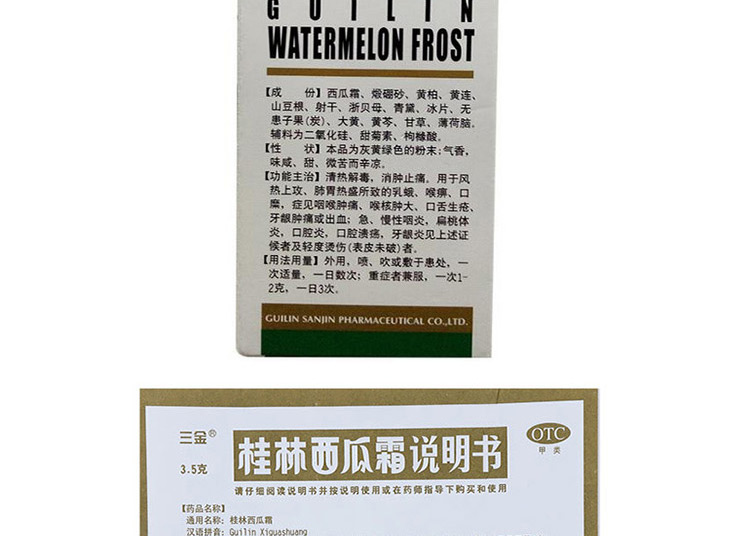 GUILIN
WATERMELON FROST
【成　份】西瓜霜、煅硼砂、黄柏、黄连、
山豆根、射干、浙贝母、青黛、冰片、无
患子果(炭)、大黄、黄芩、甘草、薄荷脑。
辅料为二氧化硅、甜菊素、枸橼酸。
【性　状】本品为灰黄绿色的粉末;气香,
味咸、甜、微苦而辛凉。
【功能主治】清热解毒，消肿止痛。用于风
热上攻、肺胃热盛所致的乳蛾、喉痹、口
糜，症见咽喉肿痛、喉核肿大、口舌生疮、
牙龈肿痛或出血；急、慢性咽炎，扁桃体
炎，口腔炎，口腔溃疡，牙龈炎见上述证
候者及轻度烫伤(表皮未破)者。
【用法用量】外用，喷、吹或敷于患处，一
次适量，一日数次；重症者兼服，一次1-
2克，一日3次。
GUILIN SANJIN PHARMACEUTICAL CO.,LTD.
三金®
桂林西瓜霜说明书
OTC
甲类
3.5克
请仔细阅读说明书并按说明使用或在药师指导下购买和使用
【药品名称】
通用名称：桂林西瓜霜
汉语拼音：Guilin Xiguashuang